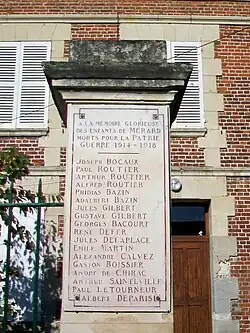 A LA MEMOIRE GLORIEUSE
DES ENFANTS DE MÉRARD
MORTS POUR LA PATRIE
GUERRE 1914-1918
JOSEPH BOCAUX
PAUL ROUTIER
ARTHUR ROUTIER
ALFRED ROUTIER
PHIDIAS BAZIN
ADALBERT BAZIN
JULES GILBERT
GUSTAVE GILBERT
GEORGES BACOURT
RENÉ DEFER
JULES DELAPLACE
EMILE MARTIN
ALEXANDRE CALVEZ
GASTON BOISSIER
ANDRÉ DE CHIRAC
ARTHUR SAINTEVILLE
PAUL LETOURNEUR
ALBERT DEPARIS